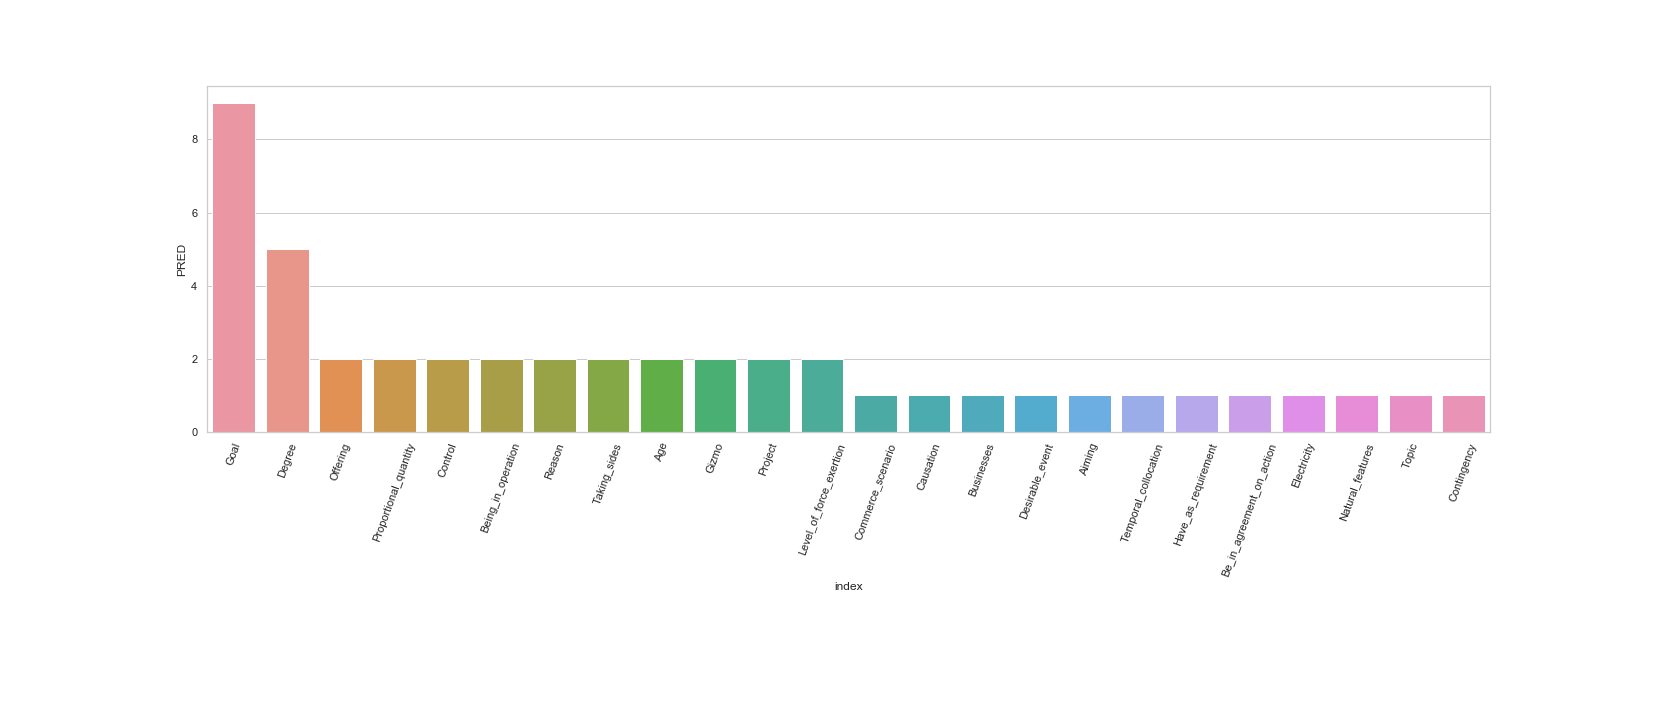 PRED
8
6
4
2
0
Goal
Degree
Offering
Proportional_quantity
Control
Being_in_operation
Reason
Taking_sides
Age
Gizmo
Project
Level_of_force_exertion
Commerce_scenario
Causation
Businesses
Desirable_event
Aiming
Temporal_collocation
Have_as_requirement
Be_in_agreement_on_action
Electricity
Natural_features
Topic
Contingency
index